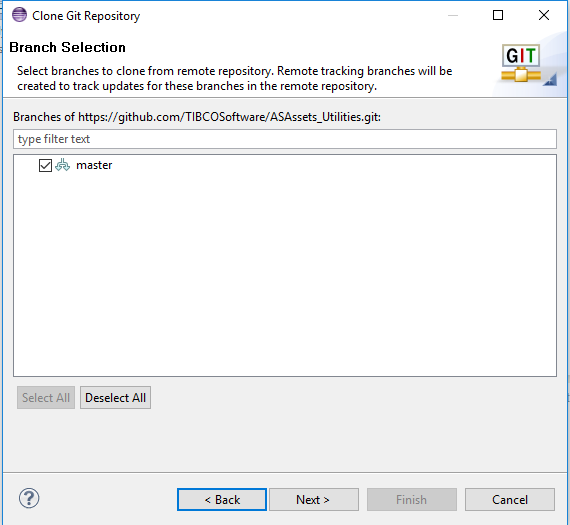 Clone Git Repository
Branch Selection
Select branches to clone from remote repository. Remote tracking branches will be
created to track updates for these branches in the remote repository.
GIT
Branches of https://github.com/TIBCOSoftware/ASAssets_Utilities.git:
type filter text
master
Select All
Deselect All
?
< Back
Next >
Finish
Cancel